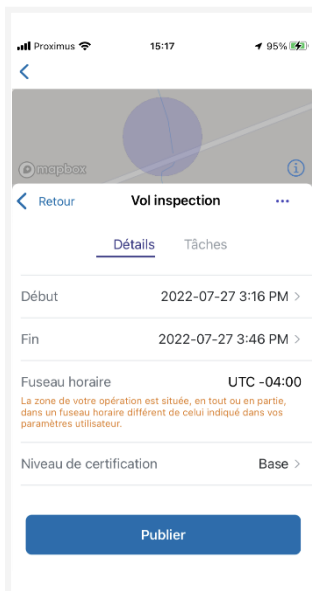 Proximus 15:17 95%
mapbox
Retour Vol inspection ...
Détails Tâches
Début 2022-07-27 3:16 PM >
Fin 2022-07-27 3:46 PM >
Fuseau horaire UTC -04:00
La zone de votre opération est située, en tout ou en partie,
dans un fuseau horaire différent de celui indiqué dans vos
paramètres utilisateur.
Niveau de certification Base >
Publier